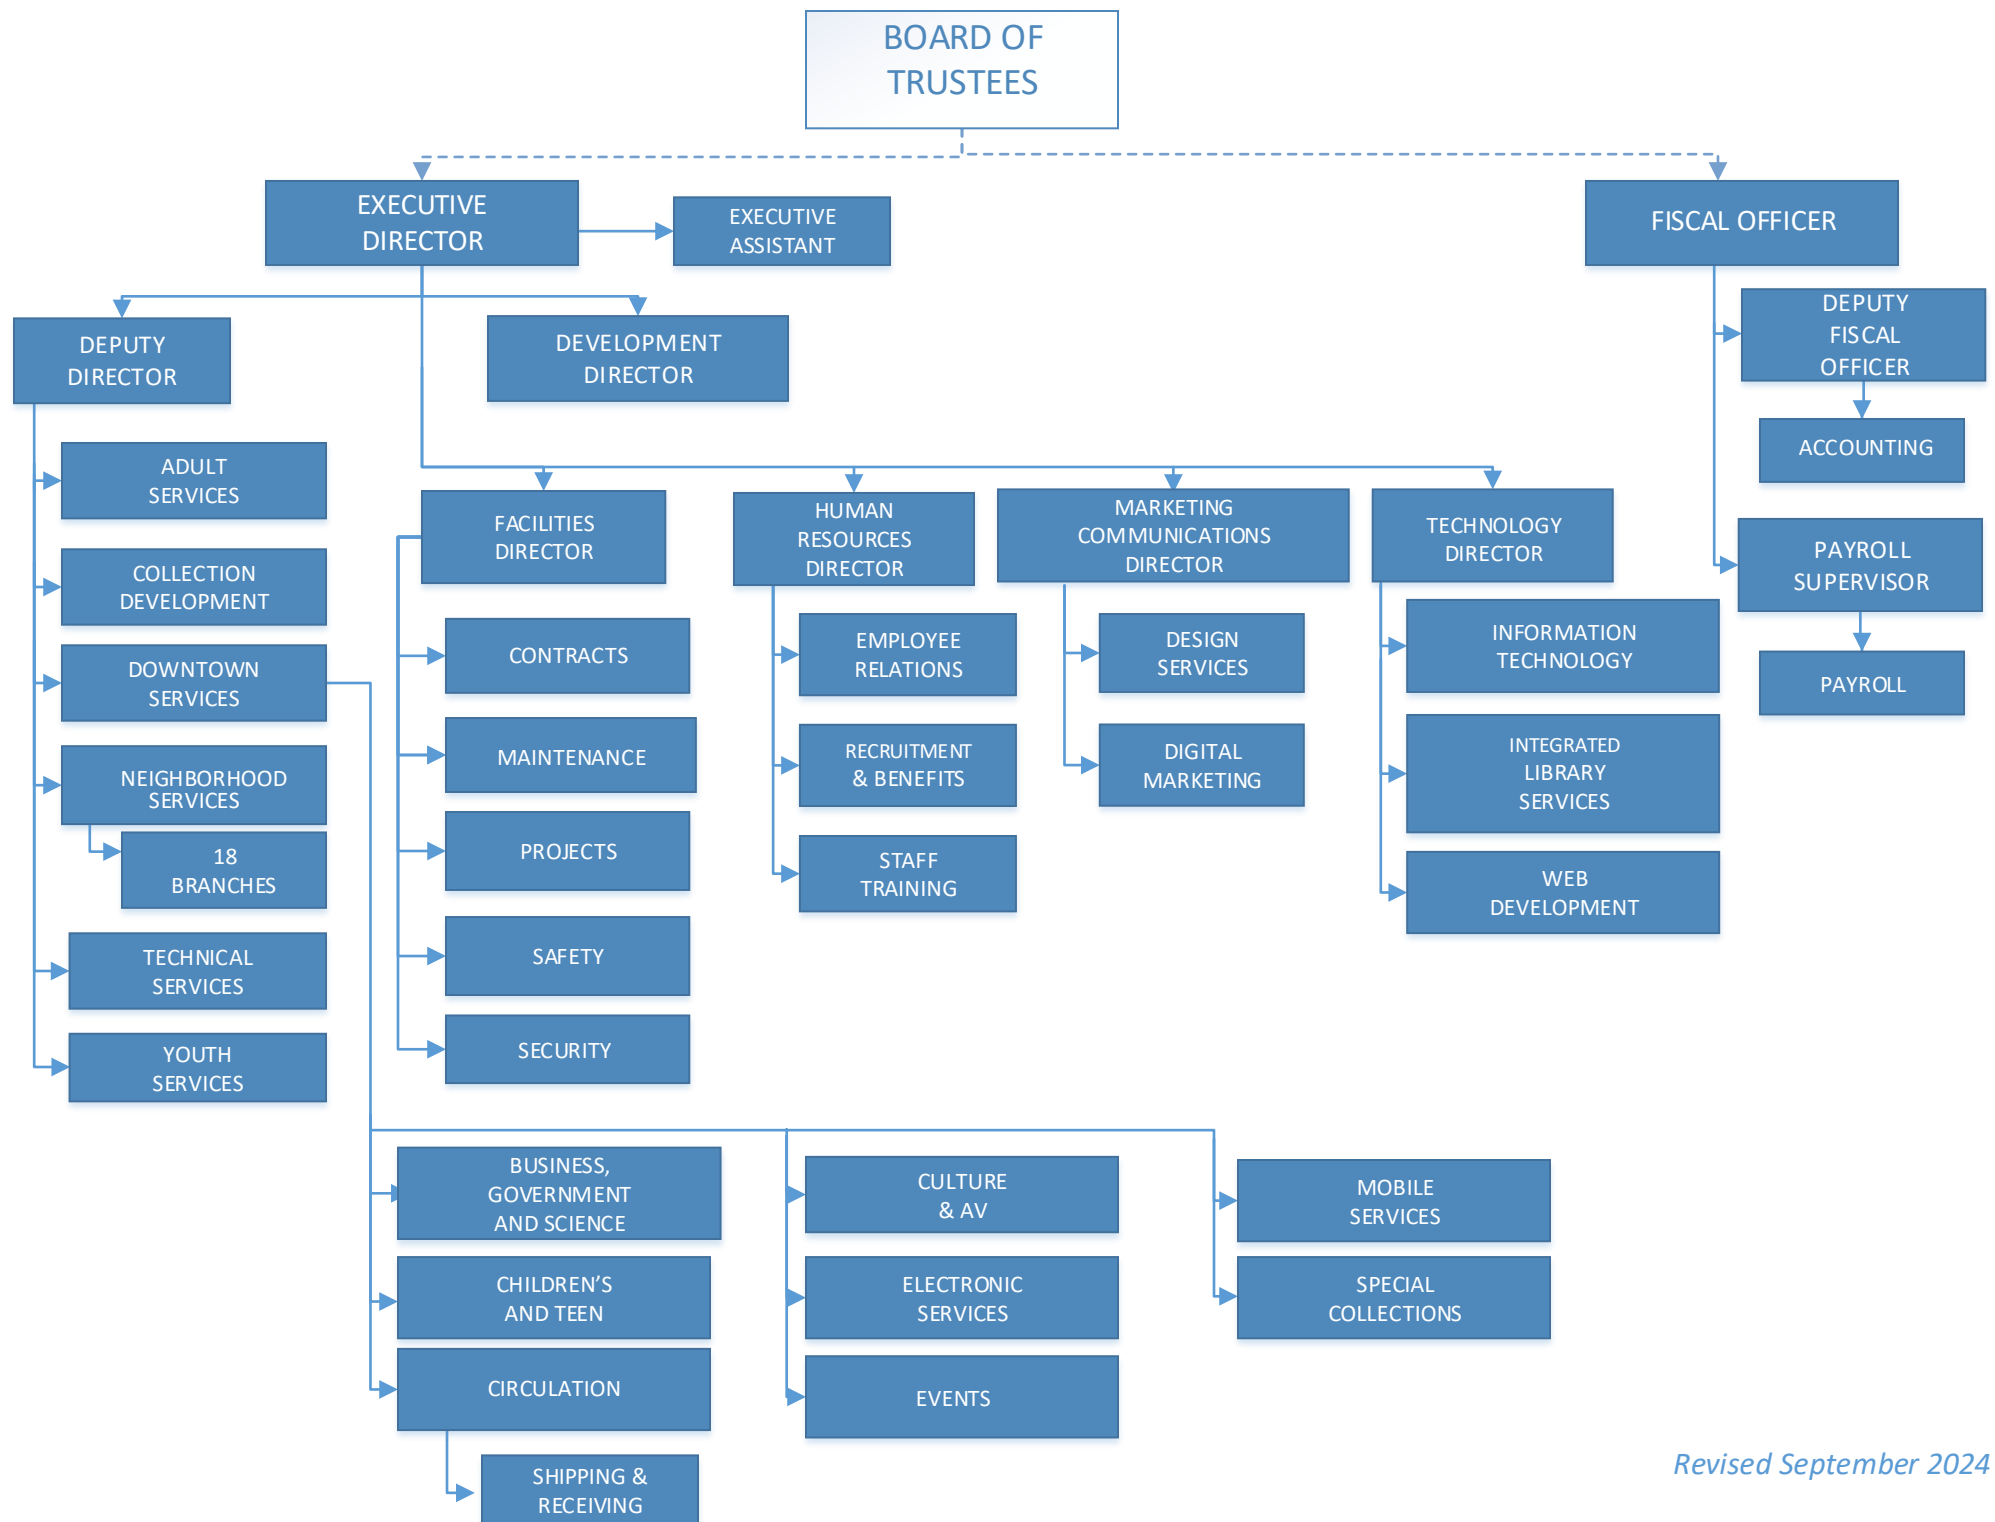 BOARD OF
TRUSTEES
EXECUTIVE
DIRECTOR
EXECUTIVE
ASSISTANT
FISCAL OFFICER
DEPUTY
DIRECTOR
DEVELOPMENT
DIRECTOR
DEPUTY
FISCAL
OFFICER
ACCOUNTING
PAYROLL
SUPERVISOR
PAYROLL
ADULT
SERVICES
COLLECTION
DEVELOPMENT
DOWNTOWN
SERVICES
NEIGHBORHOOD
SERVICES
18
BRANCHES
TECHNICAL
SERVICES
YOUTH
SERVICES
FACILITIES
DIRECTOR
CONTRACTS
MAINTENANCE
PROJECTS
SAFETY
SECURITY
HUMAN
RESOURCES
DIRECTOR
EMPLOYEE
RELATIONS
RECRUITMENT
& BENEFITS
STAFF
TRAINING
MARKETING
COMMUNICATIONS
DIRECTOR
DESIGN
SERVICES
DIGITAL
MARKETING
TECHNOLOGY
DIRECTOR
INFORMATION
TECHNOLOGY
INTEGRATED
LIBRARY
SERVICES
WEB
DEVELOPMENT
BUSINESS,
GOVERNMENT
AND SCIENCE
CHILDREN’S
AND TEEN
CIRCULATION
SHIPPING &
RECEIVING
CULTURE
& AV
ELECTRONIC
SERVICES
EVENTS
MOBILE
SERVICES
SPECIAL
COLLECTIONS
Revised September 2024